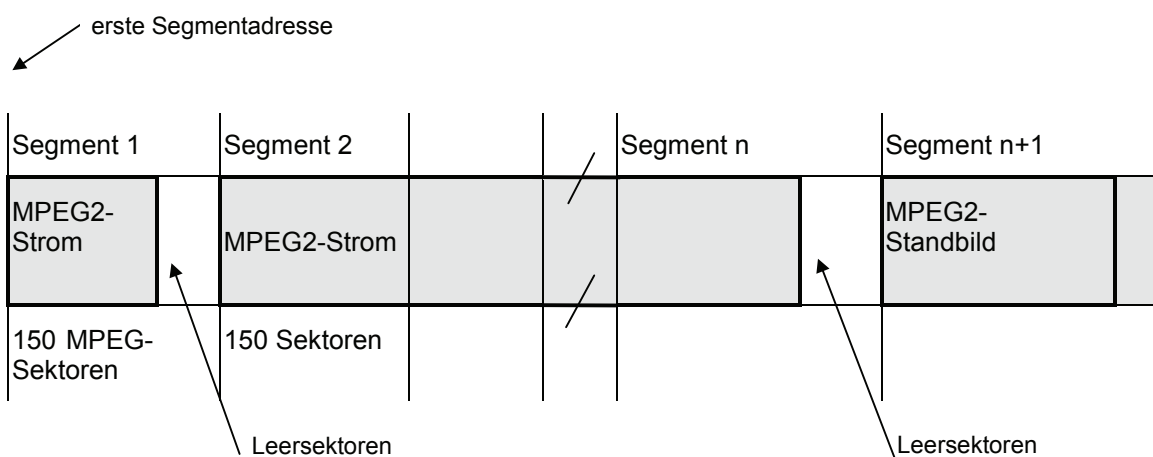 erste Segmentadresse
Segment 1
Segment 2
Segment n
Segment n+1
MPEG2-
Strom
MPEG2-Strom
MPEG2-
Standbild
150 MPEG-
Sektoren
150 Sektoren
Leersektoren
Leersektoren